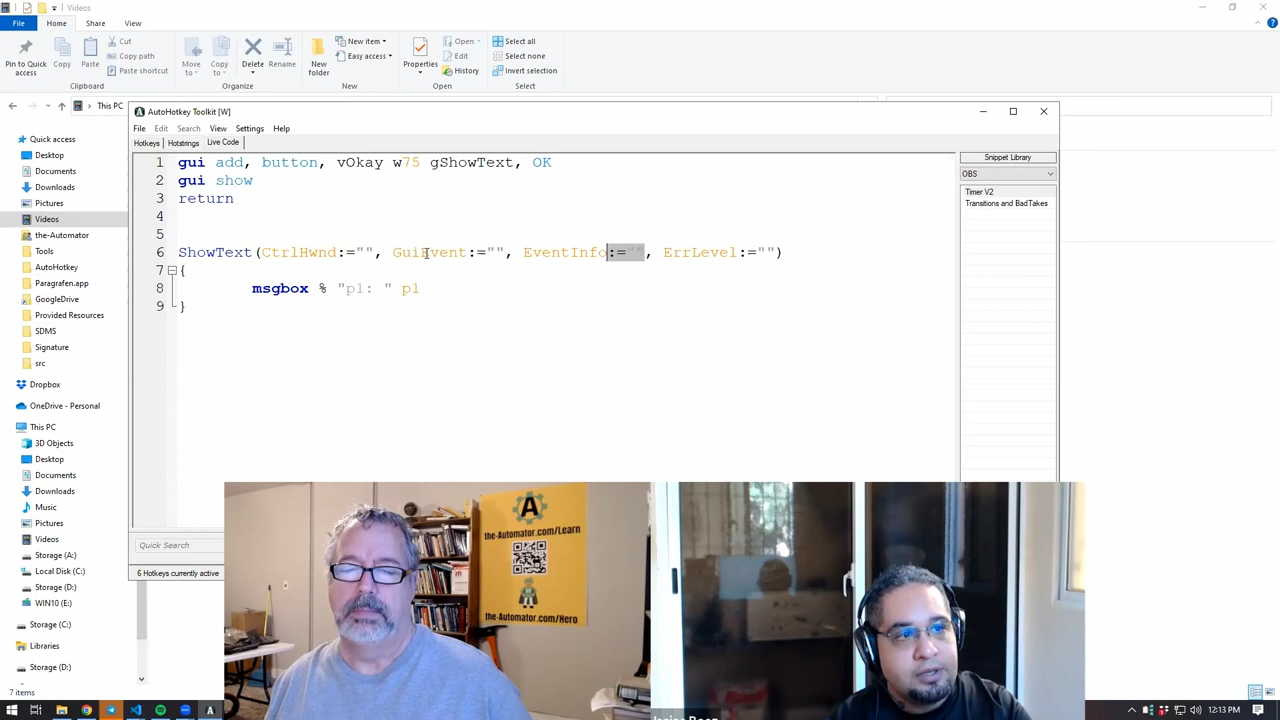 Videos
File
Home
Share
View
Pin to Quick access
Copy
Paste
Cut
Copy path
Paste shortcut
Clipboard
Move to
Copy to
Delete
Rename
Organize
New folder
New item
Easy access
New
Properties
Open
Edit
History
Open
Select all
Select none
Invert selection
Select
This PC
Quick access
Desktop
Documents
Downloads
Pictures
Videos
the-Automator
Tools
AutoHotkey
Paragrafen.app
GoogleDrive
Provided Resources
SDMS
Signature
src
Dropbox
OneDrive - Personal
This PC
3D Objects
Desktop
Documents
Downloads
Music
Pictures
Videos
Storage (A:)
Local Disk (C:)
Storage (D:)
WIN10 (E:)
Storage (C:)
Libraries
Storage (D:)
7 items
AutoHotkey Toolkit [W]
File Edit Search View Settings Help
Hotkeys Hotstrings Live Code
1 gui add, button, vOkay w75 gShowText, OK
2 gui show
3 return
4
5
6 ShowText(CtrlHwnd:="", GuiEvent:="", EventInfo:="", ErrLevel:="")
7 {
8 msgbox % "p1: " p1
9 }
Snippet Library
OBS
Timer V2
Transitions and BadTakes
Quick Search
6 Hotkeys currently active
the-Automator.com/Learn
the-Automator.com/Hero
12:13 PM